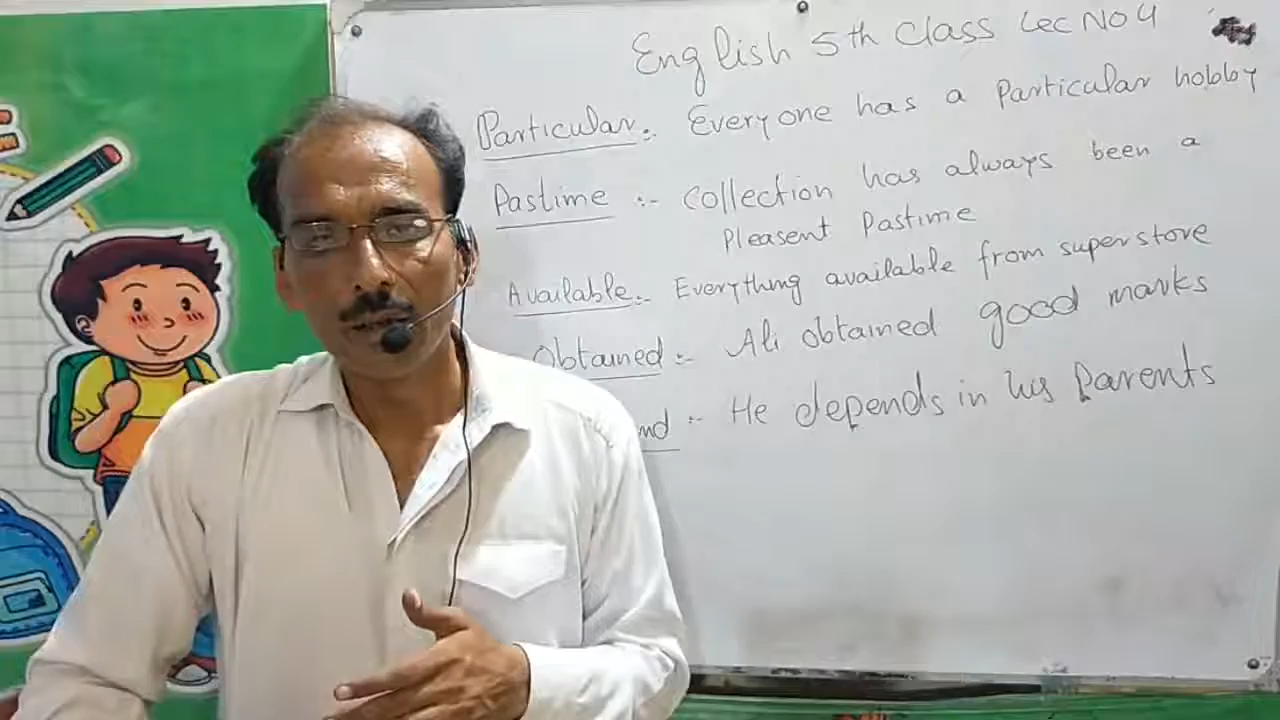 English 5th Class Lec No 4
Particular:- Everyone has a Particular hobby
Pastime :- Collection has always been a
Pleasent Pastime
Available:- Everything available from superstore
Obtained :- Ali obtained good marks
nd :- He depends in his Parents